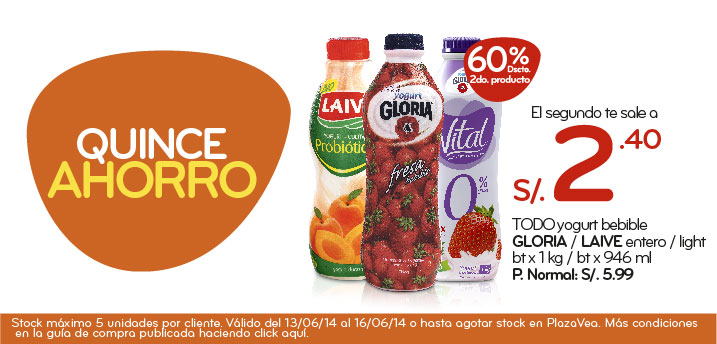 QUINCE
AHORRO
LAIVE
Probióti
yogurt
GLORIA
fresa
Vital
0%
60%
Dscto.
2do. producto
El segundo te sale a
S/. 2.40
TODO yogurt bebible
GLORIA / LAIVE entero / light
bt x 1 kg / bt x 946 ml
P. Normal: S/. 5.99
Stock máximo 5 unidades por cliente. Válido del 13/06/14 al 16/06/14 o hasta agotar stock en PlazaVea. Más condiciones
en la guía de compra publicada haciendo click aquí.